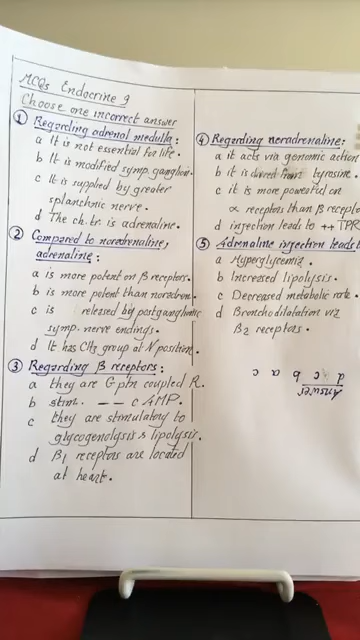 MCQs Endocrine 9
Choose one incorrect answer
① Regarding adrenal medulla:
a It is not essential for life.
b It is modified symp. ganglion.
c It is supplied by greater
splanchnic nerve.
d The ch. tr. is adrenaline.
② Compared to noradrenaline,
adrenaline:
a is more potent on β receptors.
b is more potent than noradren.
c is released by postganglionic
symp. nerve endings.
d It has CH3 group at N position.
③ Regarding β receptors:
a they are G ptn coupled R.
b stim. — — c AMP.
c they are stimulatory to
glycogenolysis & lipolysis.
d β1 receptors are located
at heart.
④ Regarding noradrenaline:
a it acts via genomic action
b it is from tyrosine.
c it is more powerful on
α receptors than β recepto
d injection leads to ++ TPR
⑤ Adrenaline injection leads t
a Hyperglycemia.
b Increased lipolysis.
c Decreased metabolic rate.
d Bronchodilatation via
β2 receptors.
Answer
d c b a c